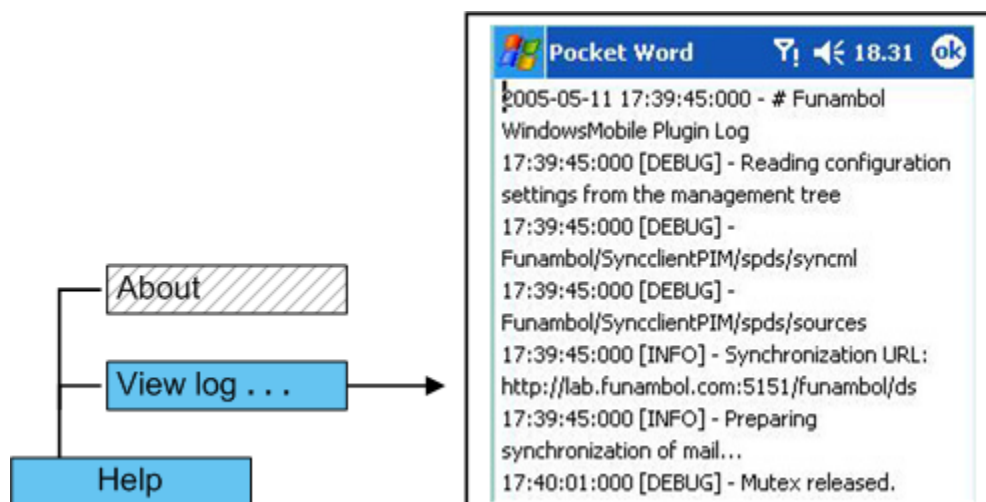 About
View log . . .
Help
Pocket Word 18.31 ok
2005-05-11 17:39:45:000 - # Funambol
WindowsMobile Plugin Log
17:39:45:000 [DEBUG] - Reading configuration
settings from the management tree
17:39:45:000 [DEBUG] -
Funambol/SyncclientPIM/spds/syncml
17:39:45:000 [DEBUG] -
Funambol/SyncclientPIM/spds/sources
17:39:45:000 [INFO] - Synchronization URL:
http://lab.funambol.com:5151/funambol/ds
17:39:45:000 [INFO] - Preparing
synchronization of mail...
17:40:01:000 [DEBUG] - Mutex released.